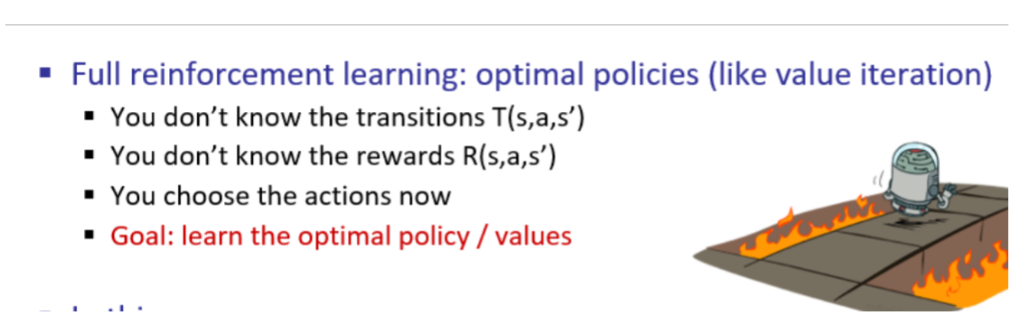 ▪ Full reinforcement learning: optimal policies (like value iteration)
▪ You don’t know the transitions T(s,a,s’)
▪ You don’t know the rewards R(s,a,s’)
▪ You choose the actions now
▪ Goal: learn the optimal policy / values